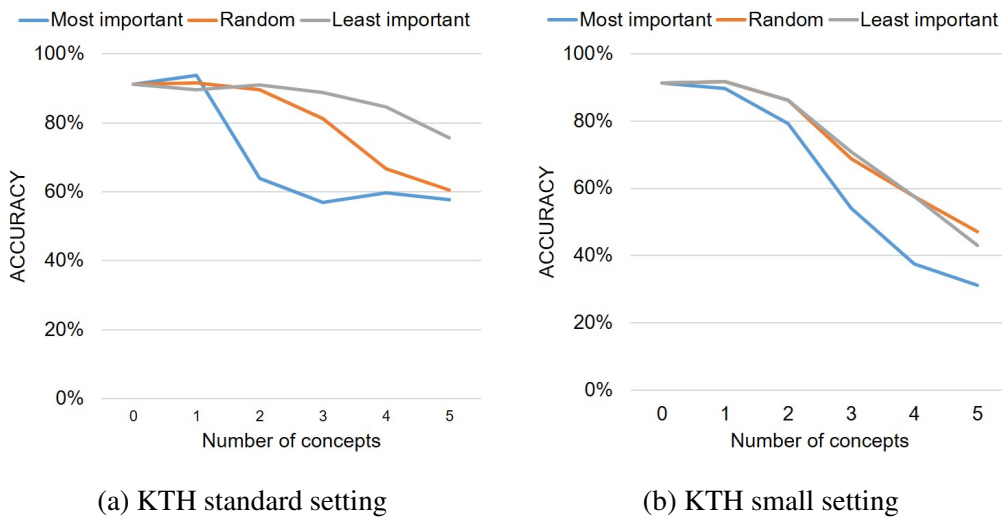 Most important Random Least important
100%
80%
60%
40%
20%
0%
ACCURACY
0 1 2 3 4 5
Number of concepts
(a) KTH standard setting
Most important Random Least important
100%
80%
60%
40%
20%
0%
ACCURACY
0 1 2 3 4 5
Number of concepts
(b) KTH small setting